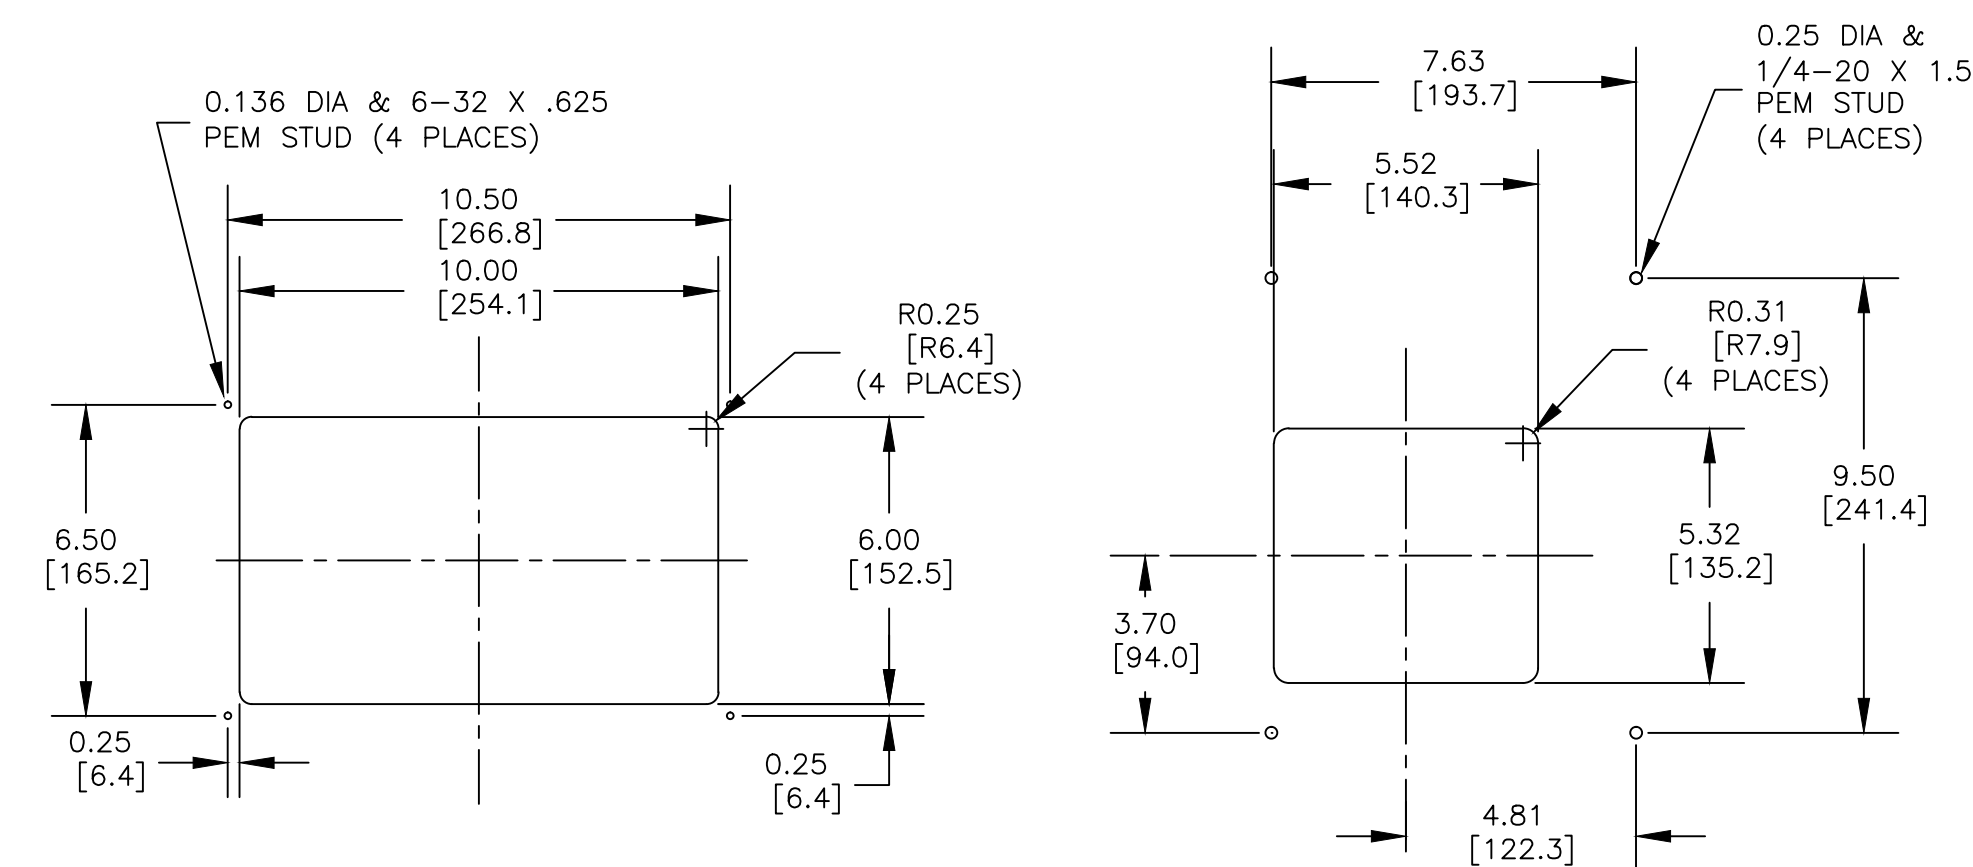 0.136 DIA & 6-32 X .625
PEM STUD (4 PLACES)
10.50
[266.8]
10.00
[254.1]
R0.25
[R6.4]
(4 PLACES)
6.50
[165.2]
6.00
[152.5]
0.25
[6.4]
0.25
[6.4]
7.63
[193.7]
0.25 DIA &
1/4-20 X 1.5
PEM STUD
(4 PLACES)
5.52
[140.3]
R0.31
[R7.9]
(4 PLACES)
9.50
[241.4]
5.32
[135.2]
3.70
[94.0]
4.81
[122.3]